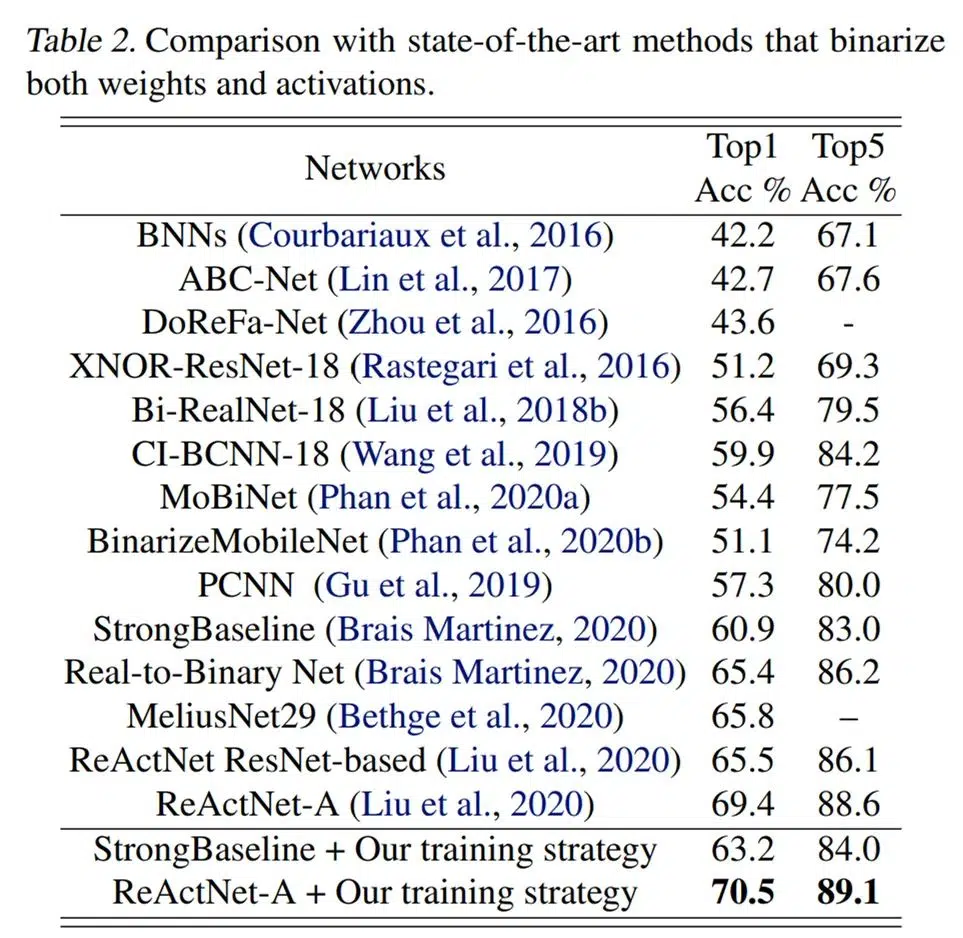 Table 2. Comparison with state-of-the-art methods that binarize
both weights and activations.
Networks Top1 Top5
Acc % Acc %
BNNs (Courbariaux et al., 2016) 42.2 67.1
ABC-Net (Lin et al., 2017) 42.7 67.6
DoReFa-Net (Zhou et al., 2016) 43.6 -
XNOR-ResNet-18 (Rastegari et al., 2016) 51.2 69.3
Bi-RealNet-18 (Liu et al., 2018b) 56.4 79.5
CI-BCNN-18 (Wang et al., 2019) 59.9 84.2
MoBiNet (Phan et al., 2020a) 54.4 77.5
BinarizeMobileNet (Phan et al., 2020b) 51.1 74.2
PCNN (Gu et al., 2019) 57.3 80.0
StrongBaseline (Brais Martinez, 2020) 60.9 83.0
Real-to-Binary Net (Brais Martinez, 2020) 65.4 86.2
MeliusNet29 (Bethge et al., 2020) 65.8 –
ReActNet ResNet-based (Liu et al., 2020) 65.5 86.1
ReActNet-A (Liu et al., 2020) 69.4 88.6
StrongBaseline + Our training strategy 63.2 84.0
ReActNet-A + Our training strategy 70.5 89.1